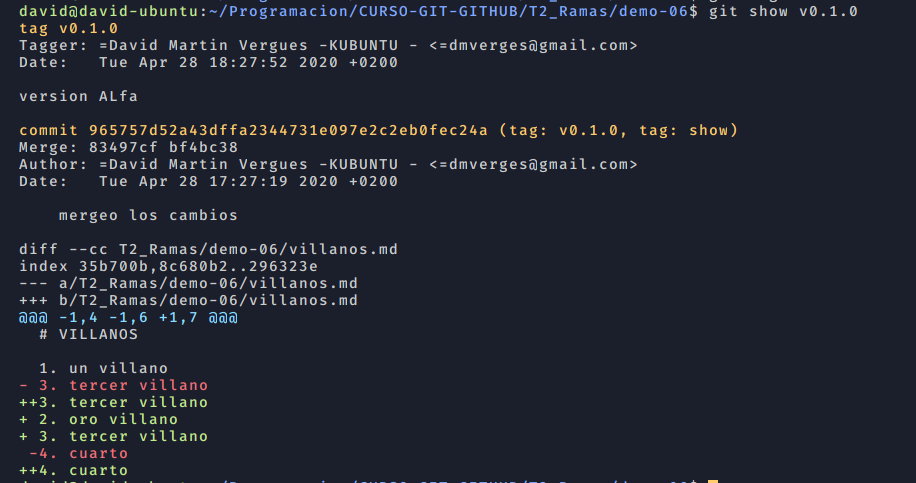 david@david-ubuntu:~/Programacion/CURSO-GIT-GITHUB/T2_Ramas/demo-06$ git show v0.1.0
tag v0.1.0
Tagger: =David Martin Vergues -KUBUNTU - <=dmverges@gmail.com>
Date:   Tue Apr 28 18:27:52 2020 +0200

version ALfa

commit 965757d52a43dffa2344731e097e2c2eb0fec24a (tag: v0.1.0, tag: show)
Merge: 83497cf bf4bc38
Author: =David Martin Vergues -KUBUNTU - <=dmverges@gmail.com>
Date:   Tue Apr 28 17:27:19 2020 +0200

    mergeo los cambios

diff --cc T2_Ramas/demo-06/villanos.md
index 35b700b,8c680b2..296323e
--- a/T2_Ramas/demo-06/villanos.md
+++ b/T2_Ramas/demo-06/villanos.md
@@@ -1,4 -1,6 +1,7 @@@
  # VILLANOS

  1. un villano
- 3. tercer villano
++3. tercer villano
+ 2. oro villano
+ 3. tercer villano
 -4. cuarto
++4. cuarto